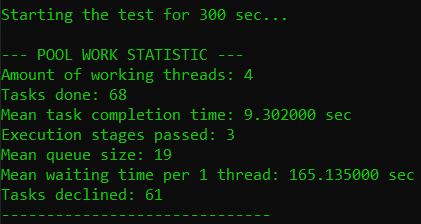 Starting the test for 300 sec...
--- POOL WORK STATISTIC ---
Amount of working threads: 4
Tasks done: 68
Mean task completion time: 9.302000 sec
Execution stages passed: 3
Mean queue size: 19
Mean waiting time per 1 thread: 165.135000 sec
Tasks declined: 61
------------------------------